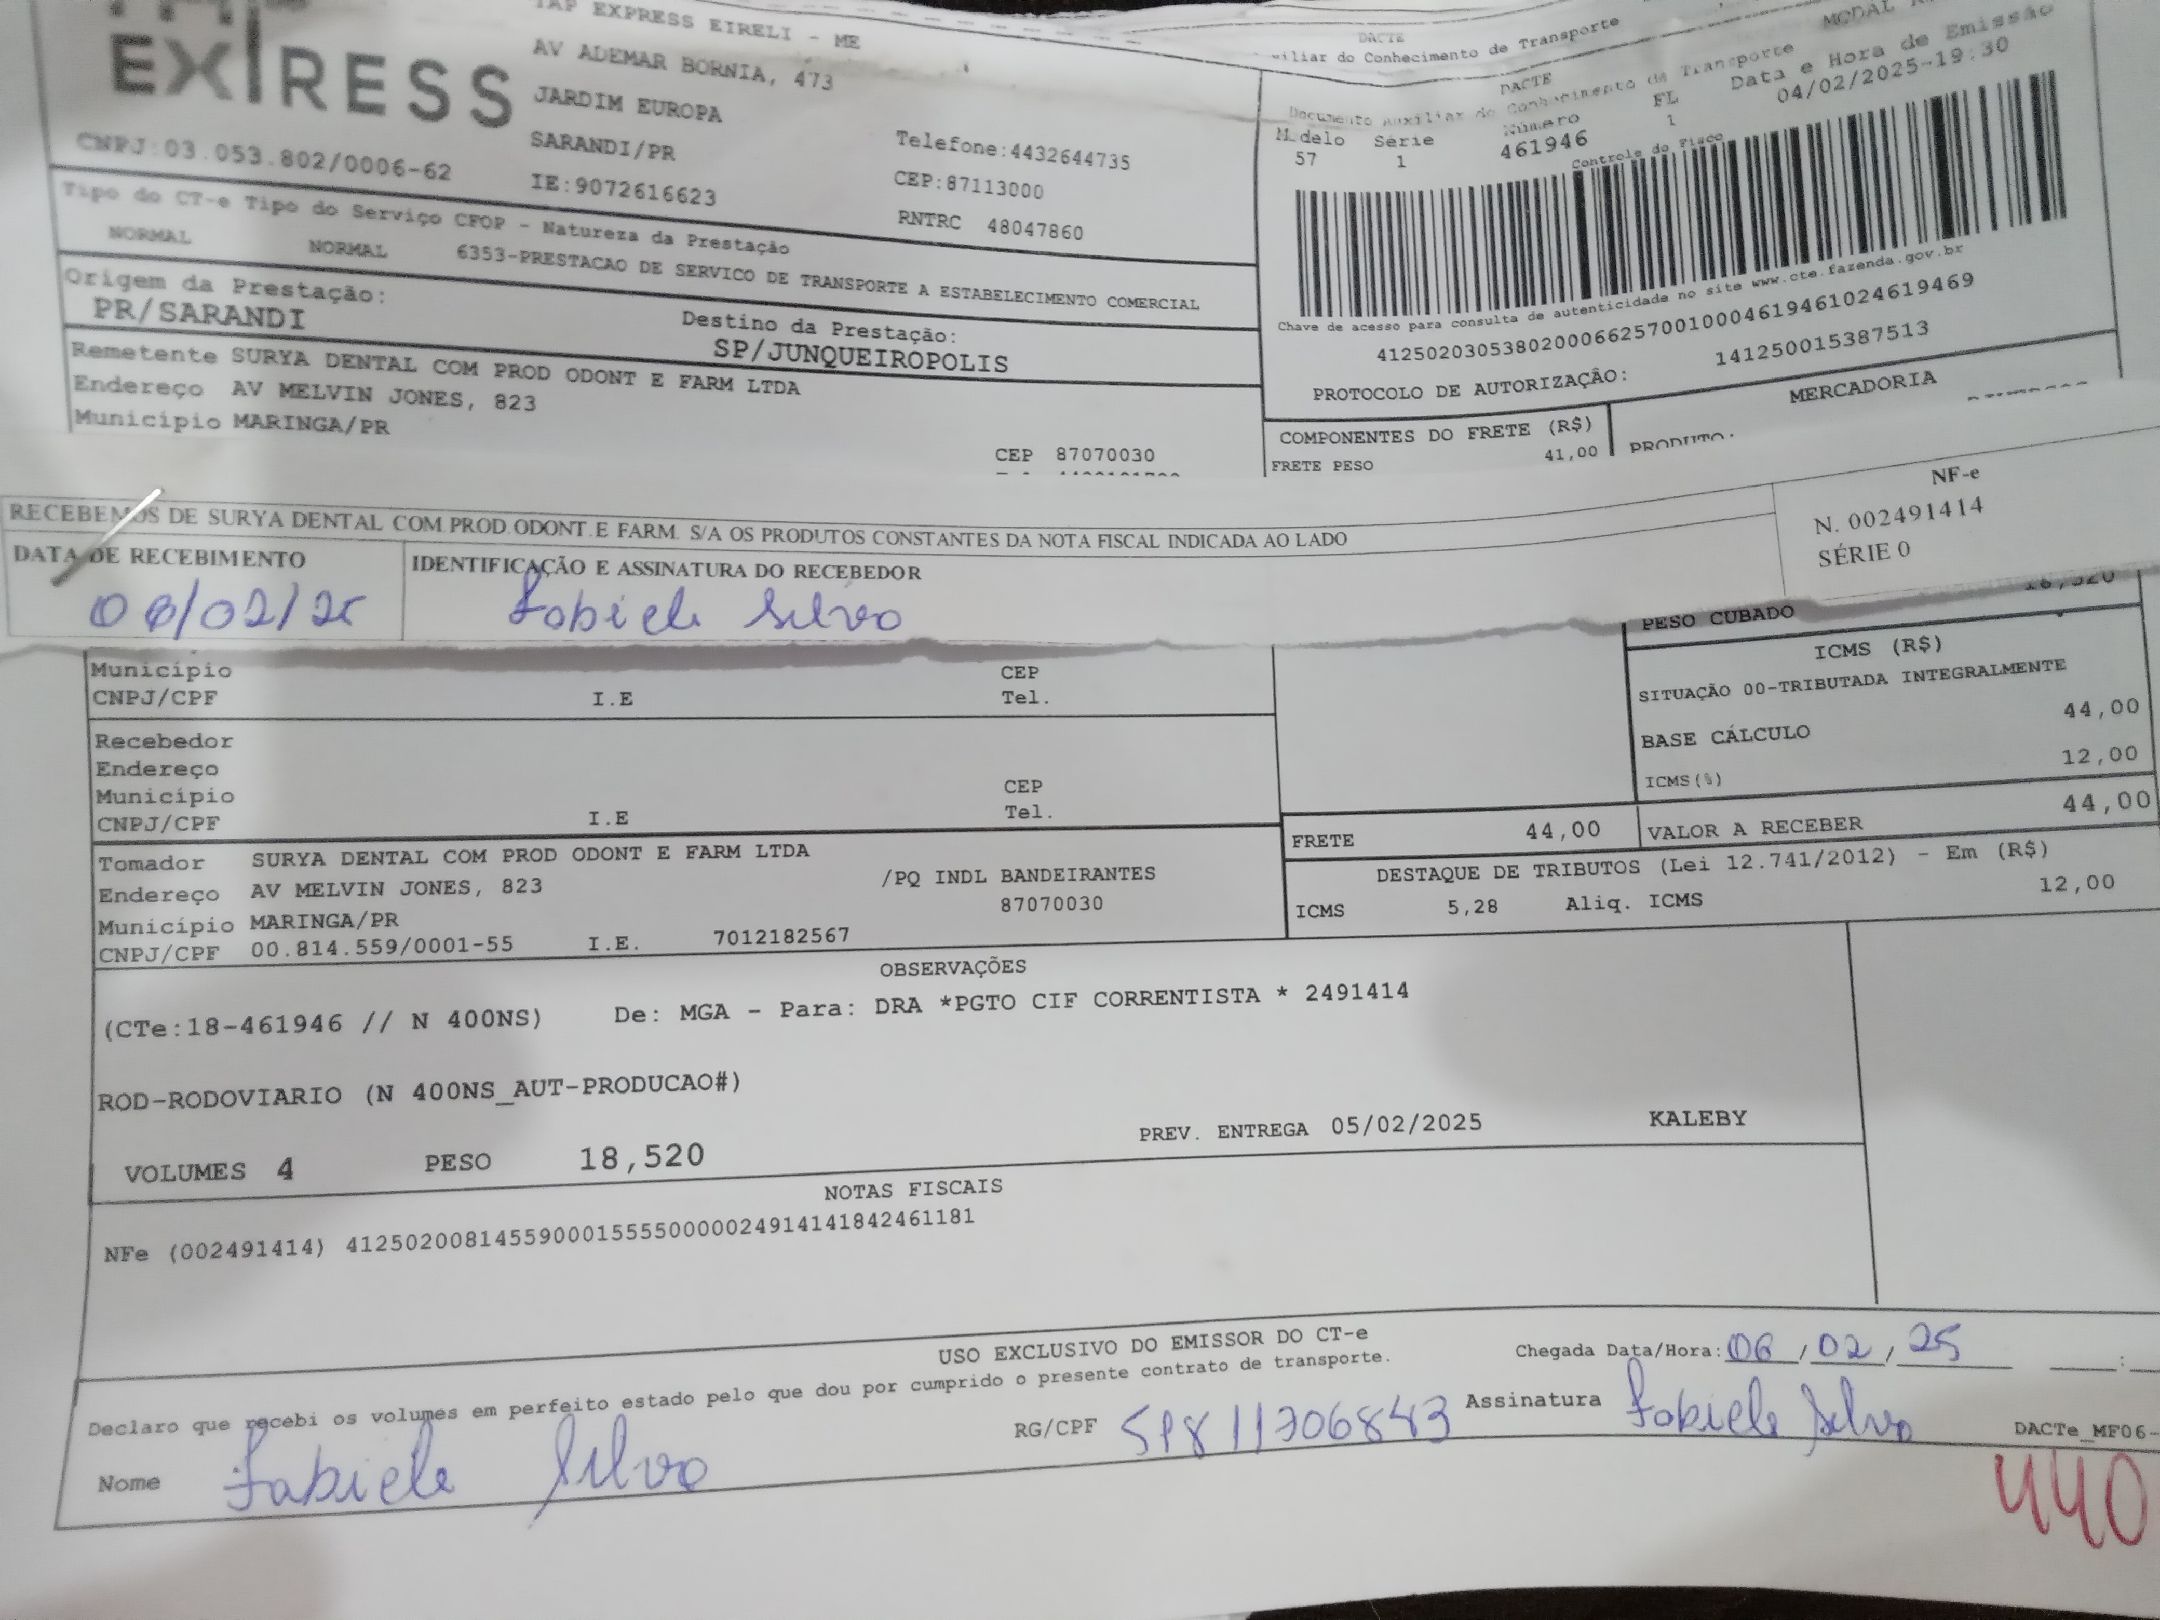 EXPRESS
TAP EXPRESS EIRELI - ME
AV ADEMAR BORNIA, 473
JARDIM EUROPA
SARANDI/PR
Telefone:4432644735
CNPJ:03.053.802/0006-62
IE:9072616623
CEP:87113000
RNTRC 48047860
Tipo do CT-e Tipo do Serviço CFOP - Natureza da Prestação
NORMAL NORMAL 6353-PRESTACAO DE SERVICO DE TRANSPORTE A ESTABELECIMENTO COMERCIAL
Origem da Prestação:
PR/SARANDI
Destino da Prestação:
SP/JUNQUEIROPOLIS
Remetente SURYA DENTAL COM PROD ODONT E FARM LTDA
Endereço AV MELVIN JONES, 823
Município MARINGA/PR
CEP 87070030
DACTE
do Conhecimento de Transporte
DACTE
Documento Auxiliar do Conhecimento de Transporte
MODAL
Modelo Série Número FL Data e Hora de Emissão
57 1 461946 1 04/02/2025-19:30
Controle do Fisco
Chave de acesso para consulta de autenticidade no site www.cte.fazenda.gov.br
41250203053802000662570010004619461024619469
PROTOCOLO DE AUTORIZAÇÃO: 141250015387513
COMPONENTES DO FRETE (R$)
FRETE PESO 41,00
MERCADORIA
PRODUTO:
RECEBEMOS DE SURYA DENTAL COM.PROD.ODONT.E FARM. S/A OS PRODUTOS CONSTANTES DA NOTA FISCAL INDICADA AO LADO
NF-e
N. 002491414
SÉRIE 0
DATA DE RECEBIMENTO
IDENTIFICAÇÃO E ASSINATURA DO RECEBEDOR
06/02/25 Fabiele Silva
PESO CUBADO 18,520
Município CEP
CNPJ/CPF I.E Tel.
Recebedor
Endereço
Município CEP
CNPJ/CPF I.E Tel.
ICMS (R$)
SITUAÇÃO 00-TRIBUTADA INTEGRALMENTE
BASE CÁLCULO 44,00
ICMS(%) 12,00
FRETE 44,00 VALOR A RECEBER 44,00
Tomador SURYA DENTAL COM PROD ODONT E FARM LTDA
Endereço AV MELVIN JONES, 823 /PQ INDL BANDEIRANTES
Município MARINGA/PR 87070030
CNPJ/CPF 00.814.559/0001-55 I.E. 7012182567
DESTAQUE DE TRIBUTOS (Lei 12.741/2012) - Em (R$)
ICMS 5,28 Aliq. ICMS 12,00
OBSERVAÇÕES
(CTe:18-461946 // N 400NS) De: MGA - Para: DRA *PGTO CIF CORRENTISTA * 2491414
ROD-RODOVIARIO (N 400NS_AUT-PRODUCAO#)
PREV. ENTREGA 05/02/2025 KALEBY
VOLUMES 4 PESO 18,520
NOTAS FISCAIS
NFe (002491414) 41250200814559000155550000024914141842461181
USO EXCLUSIVO DO EMISSOR DO CT-e
Declaro que recebi os volumes em perfeito estado pelo que dou por cumprido o presente contrato de transporte.
Chegada Data/Hora: 06/02/25
Nome Fabiele Silva
RG/CPF 51811706843
Assinatura Fabiele Silva
DACTe_MF06-
440